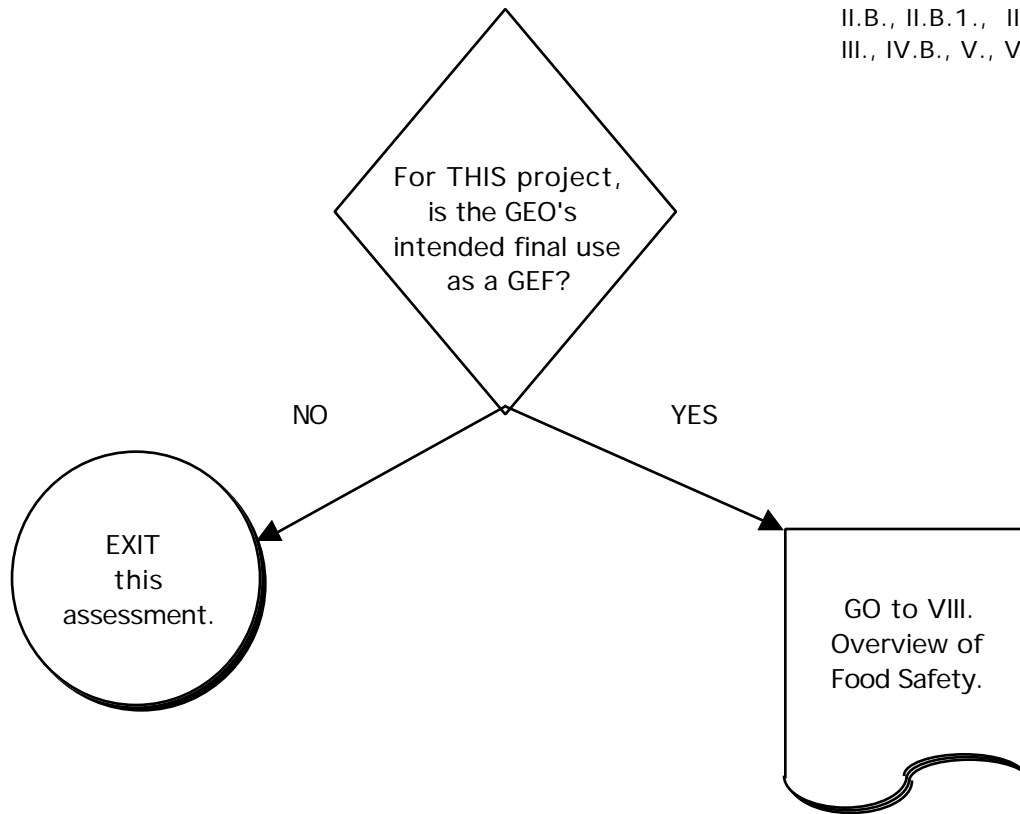 II.B., II.B.1., II
III., IV.B., V., V
For THIS project,
is the GEO's
intended final use
as a GEF?
NO
YES
EXIT
this
assessment.
GO to VIII.
Overview of
Food Safety.